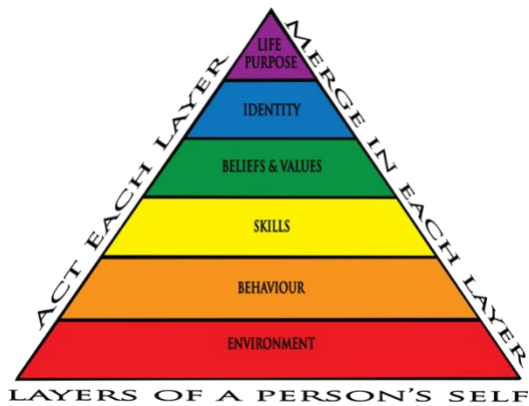 LIFE
PURPOSE
IDENTITY
BELIEFS & VALUES
SKILLS
BEHAVIOUR
ENVIRONMENT
ACT EACH LAYER
MERGE IN EACH LAYER
LAYERS OF A PERSON'S SELF